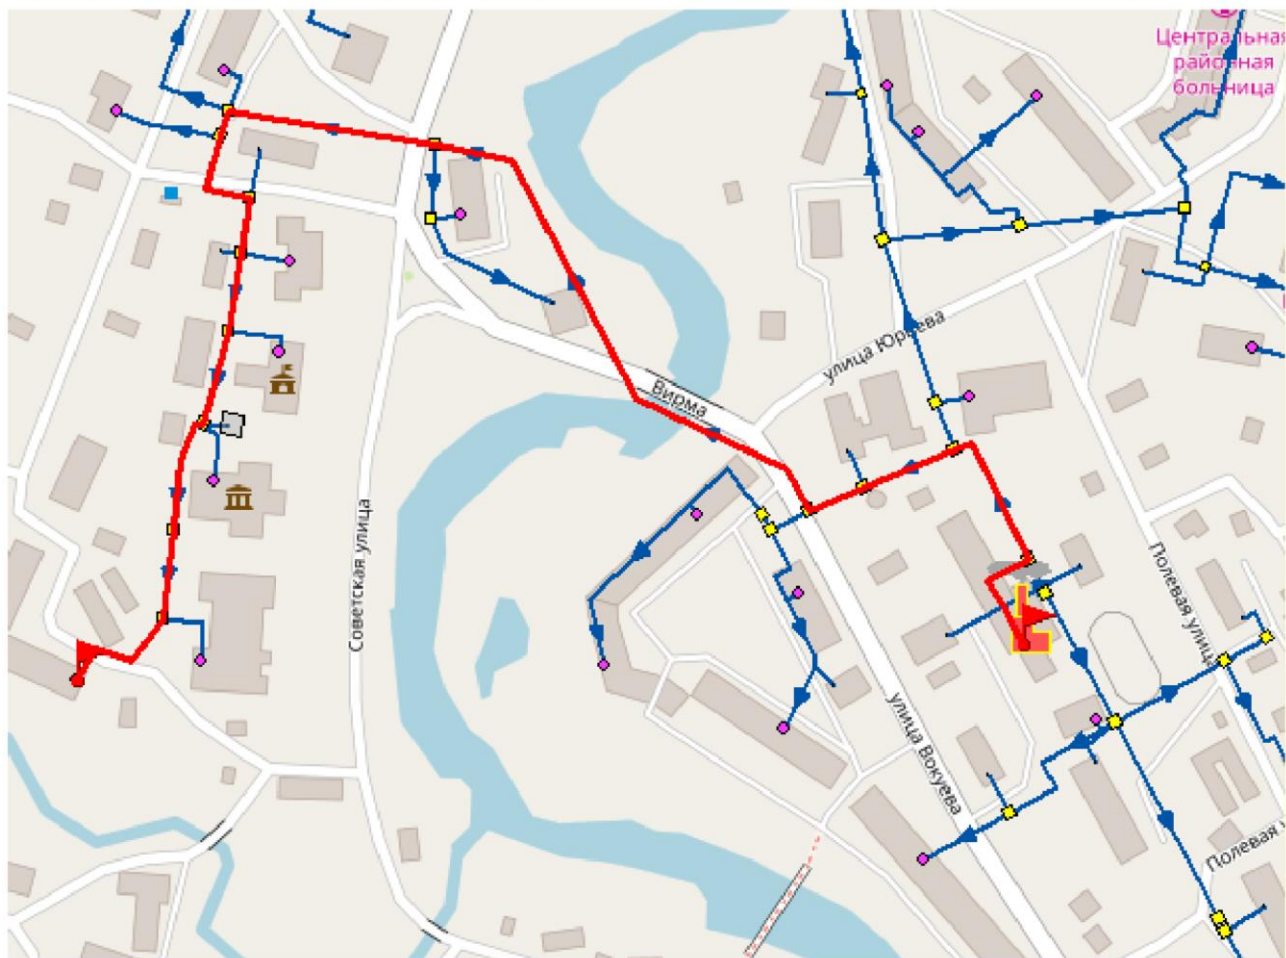 Центральная
районная
больница
улица Юрьева
Вирма
Советская улица
Полевая улица
улица Вокуева
Полевая у